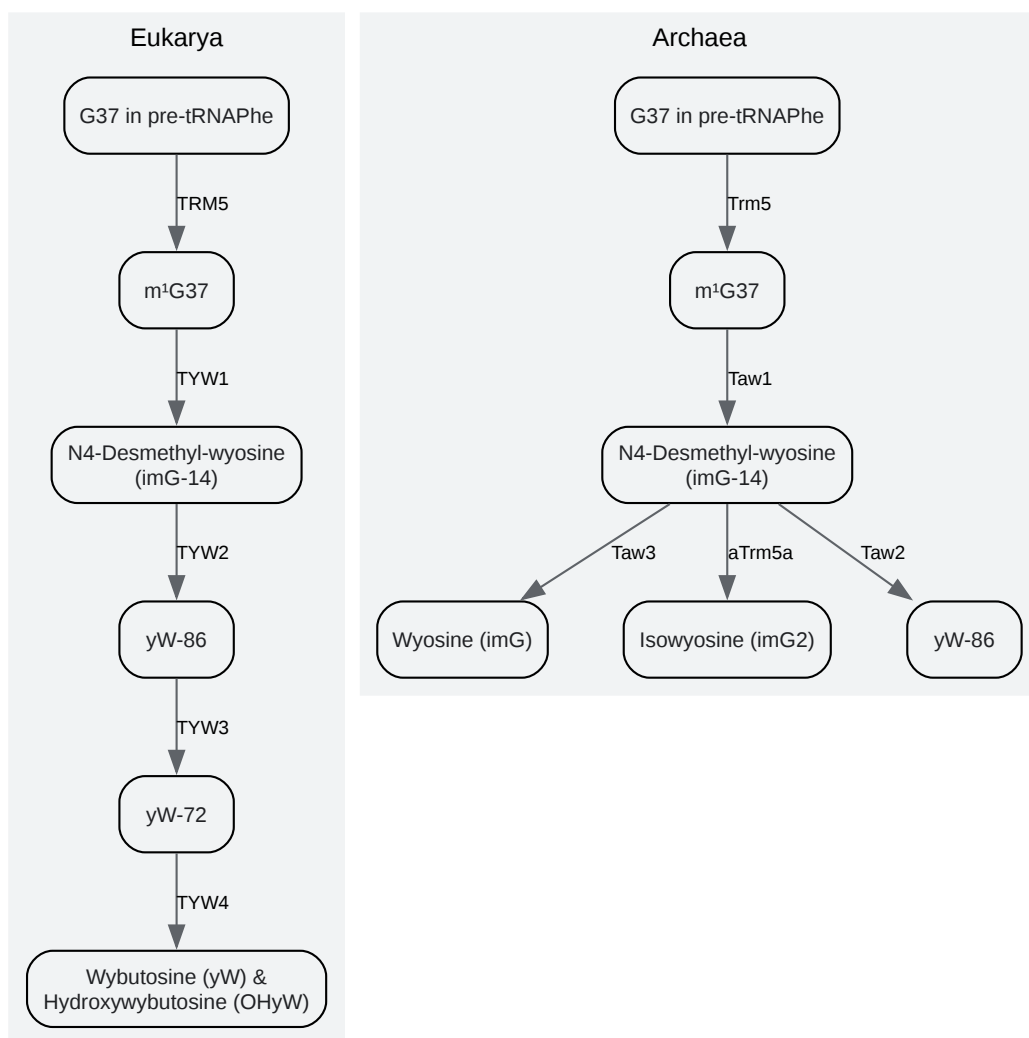 Eukarya
G37 in pre-tRNAPhe
TRM5
m¹G37
TYW1
N4-Desmethyl-wyosine
(imG-14)
TYW2
yW-86
TYW3
yW-72
TYW4
Wybutosine (yW) &
Hydroxywybutosine (OHyW)
Archaea
G37 in pre-tRNAPhe
Trm5
m¹G37
Taw1
N4-Desmethyl-wyosine
(imG-14)
Taw3
aTrm5a
Taw2
Wyosine (imG)
Isowyosine (imG2)
yW-86